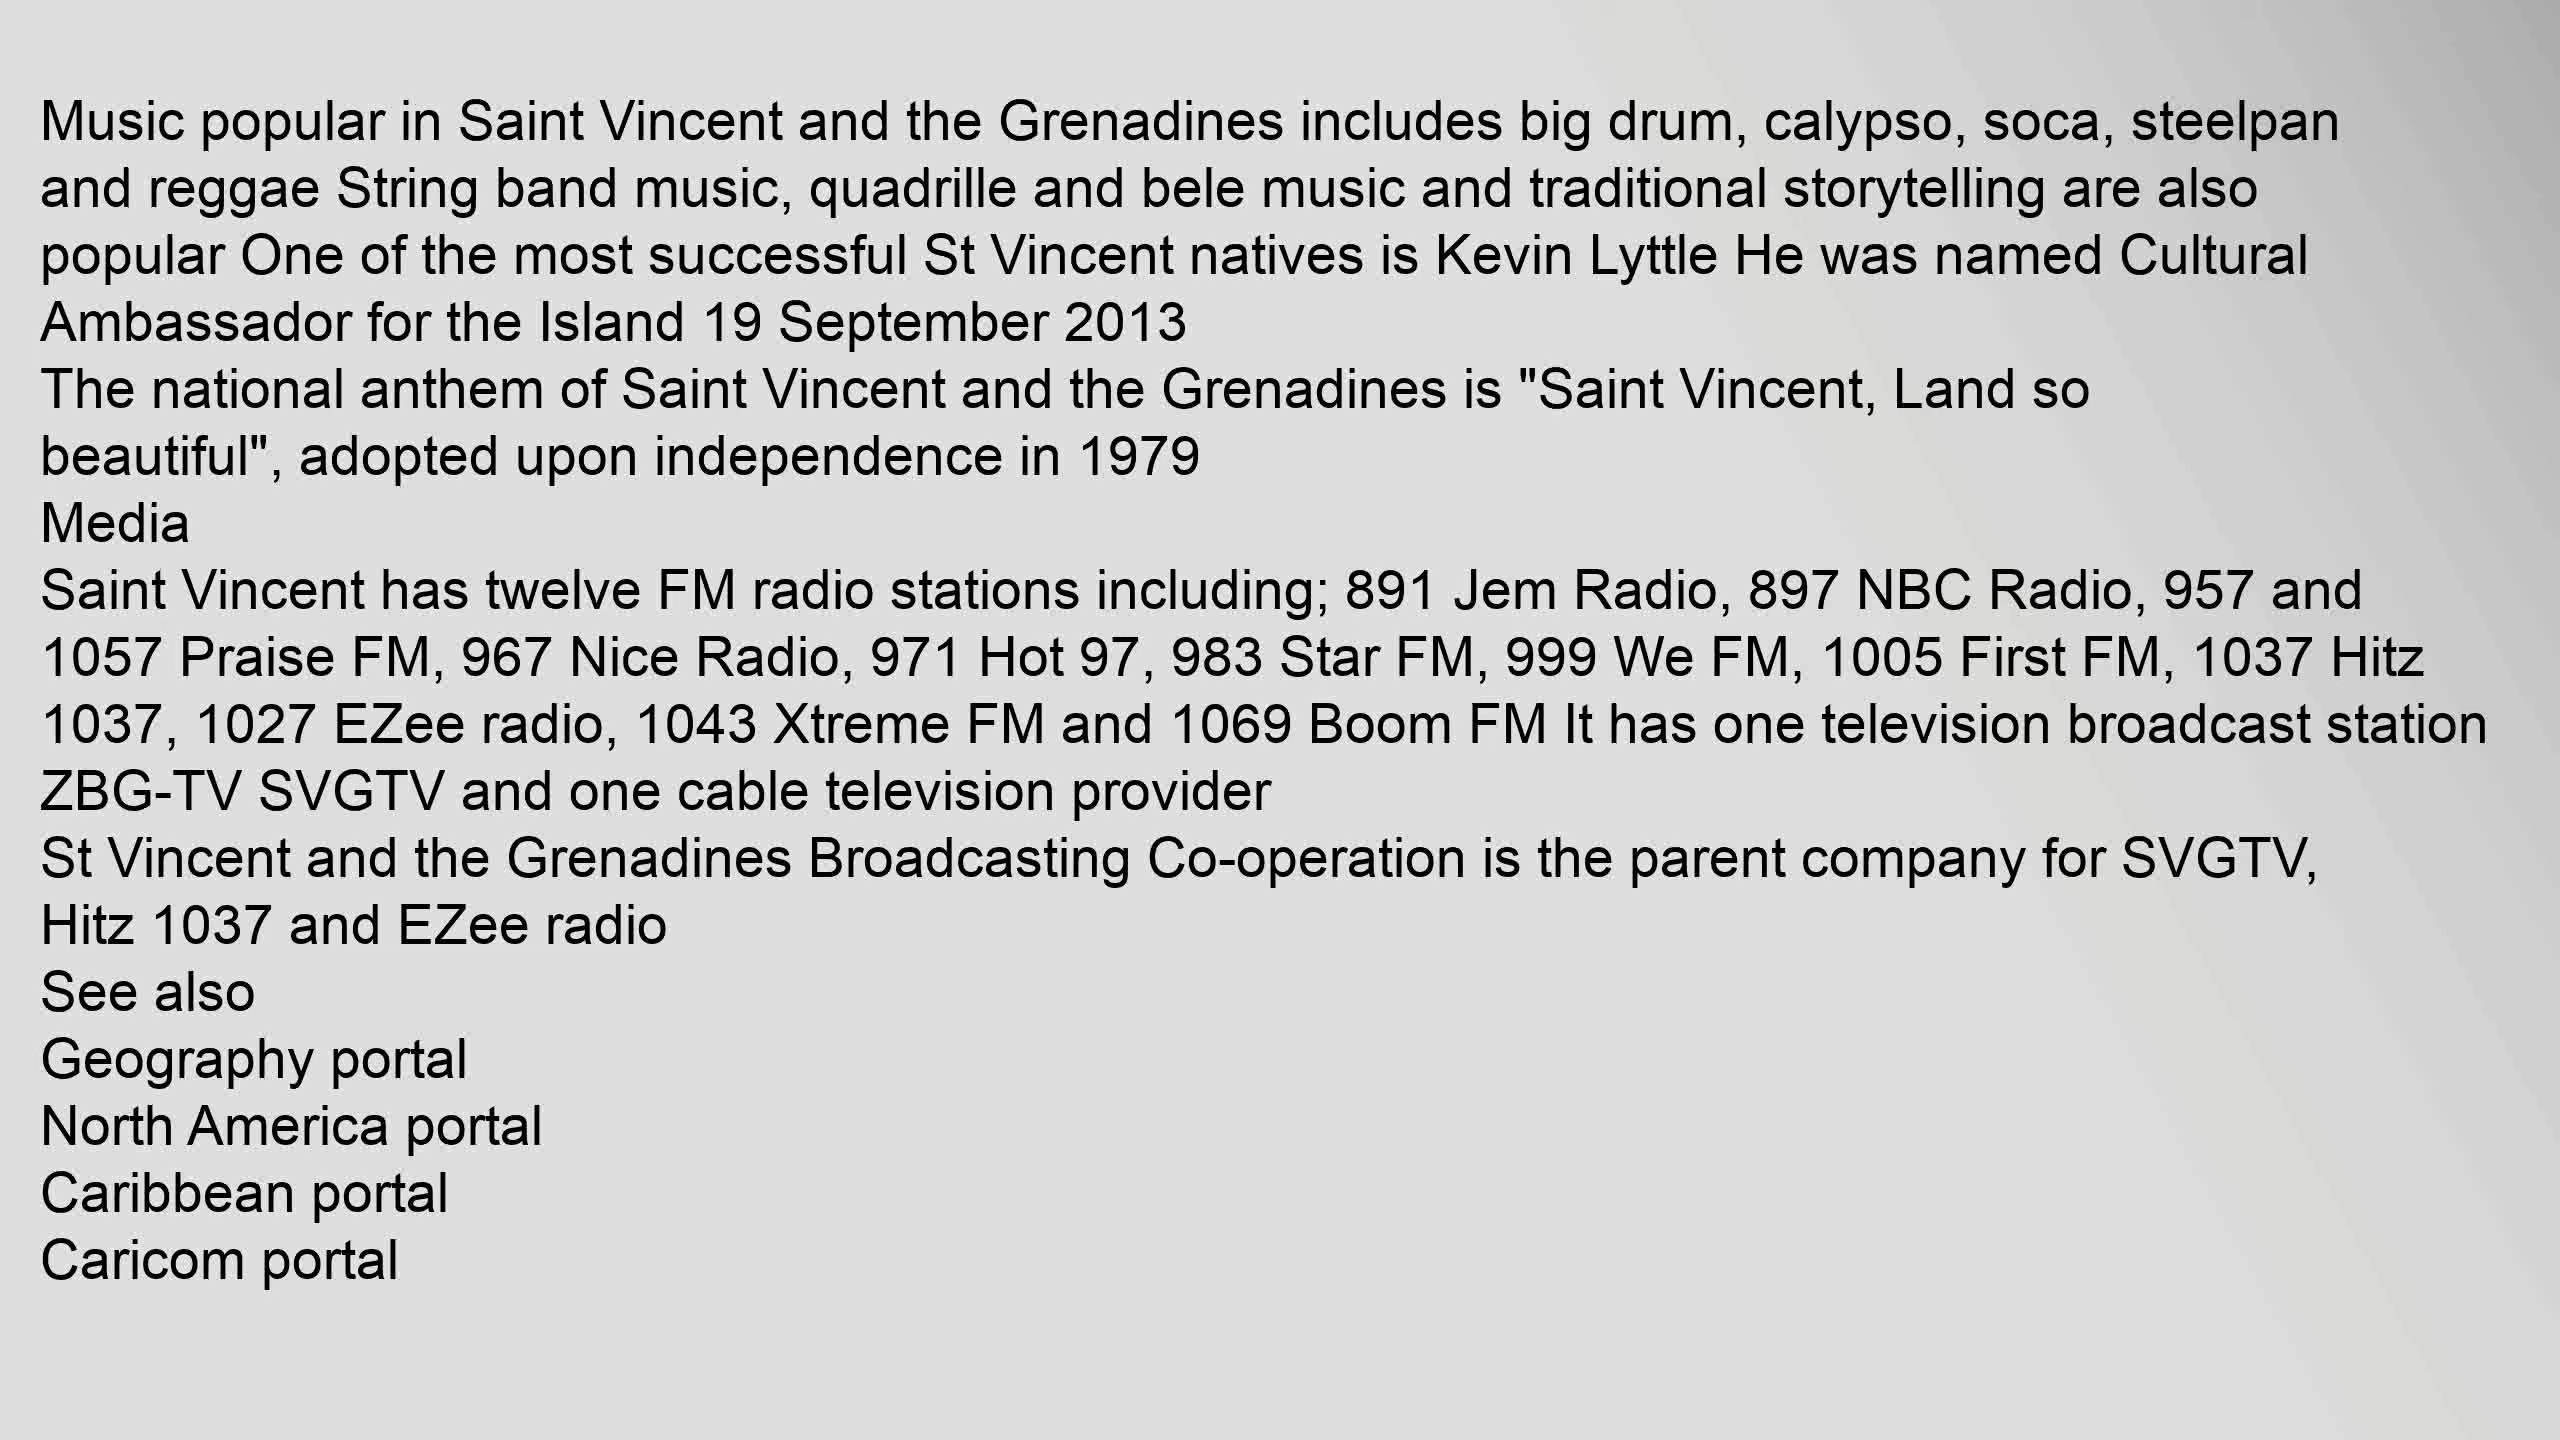 Music popular in Saint Vincent and the Grenadines includes big drum, calypso, soca, steelpan
and reggae String band music, quadrille and bele music and traditional storytelling are also
popular One of the most successful St Vincent natives is Kevin Lyttle He was named Cultural
Ambassador for the Island 19 September 2013
The national anthem of Saint Vincent and the Grenadines is "Saint Vincent, Land so
beautiful", adopted upon independence in 1979
Media
Saint Vincent has twelve FM radio stations including; 891 Jem Radio, 897 NBC Radio, 957 and
1057 Praise FM, 967 Nice Radio, 971 Hot 97, 983 Star FM, 999 We FM, 1005 First FM, 1037 Hitz
1037, 1027 EZee radio, 1043 Xtreme FM and 1069 Boom FM It has one television broadcast station
ZBG-TV SVGTV and one cable television provider
St Vincent and the Grenadines Broadcasting Co-operation is the parent company for SVGTV,
Hitz 1037 and EZee radio
See also
Geography portal
North America portal
Caribbean portal
Caricom portal